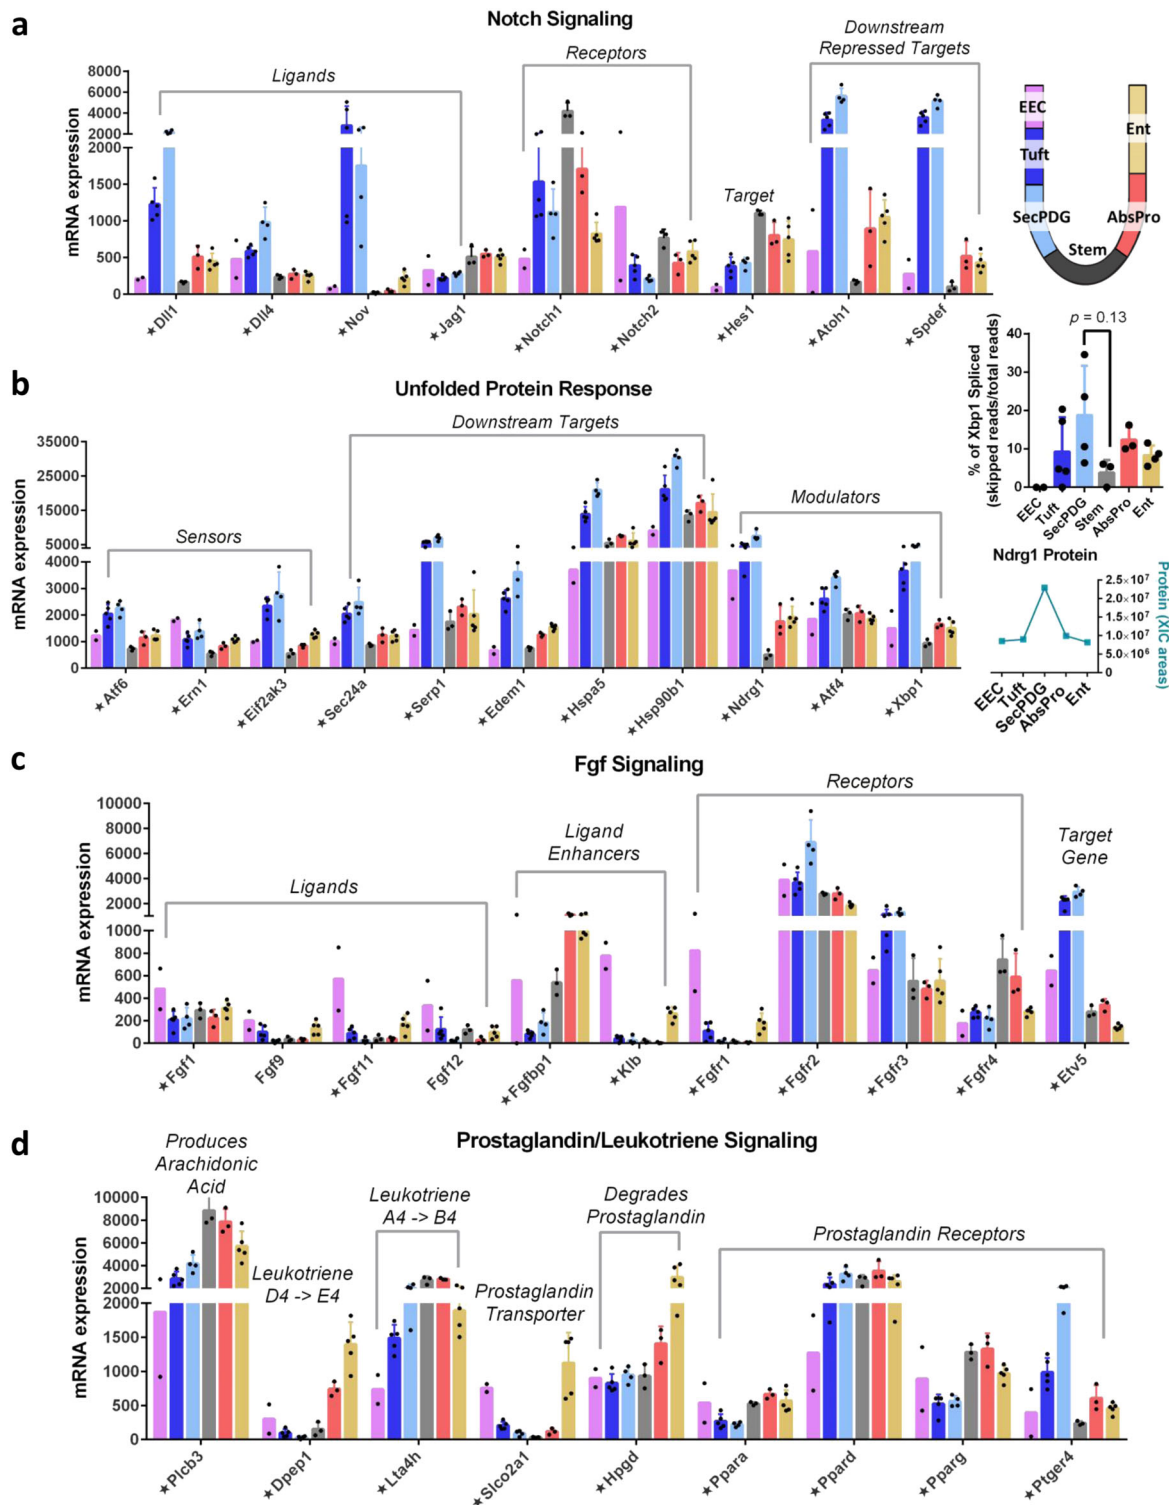 a
Notch Signaling
Ligands
Receptors
Downstream
Repressed Targets
Target
mRNA expression
8000
6000
4000
2000
2000
1500
1000
500
0
★Dll1
★Dll4
★Nov
★Jag1
★Notch1
★Notch2
★Hes1
★Atoh1
★Spdef
EEC
Tuft
SecPDG
Stem
AbsPro
Ent
b
Unfolded Protein Response
Sensors
Downstream Targets
Modulators
mRNA expression
35000
25000
15000
5000
4000
3000
2000
1000
0
★Atf6
★Ern1
★Eif2ak3
★Sec24a
★Serp1
★Edem1
★Hspa5
★Hsp90b1
★Ndrg1
★Atf4
★Xbp1
p = 0.13
% of Xbp1 Spliced
(skipped reads/total reads)
40
30
20
10
0
EEC
Tuft
SecPDG
Stem
AbsPro
Ent
Ndrg1 Protein
2.5×10⁷
2.0×10⁷
1.5×10⁷
1.0×10⁷
5.0×10⁶
0
Protein (XIC areas)
EEC
Tuft
SecPDG
AbsPro
Ent
c
Fgf Signaling
Ligands
Ligand
Enhancers
Receptors
Target
Gene
mRNA expression
10000
8000
6000
4000
2000
1000
800
600
400
200
0
★Fgf1
Fgf9
★Fgf11
Fgf12
★Fgfbp1
★Klb
★Fgfr1
★Fgfr2
★Fgfr3
★Fgfr4
★Etv5
d
Prostaglandin/Leukotriene Signaling
Produces
Arachidonic
Acid
Leukotriene
D4 -> E4
Leukotriene
A4 -> B4
Prostaglandin
Transporter
Degrades
Prostaglandin
Prostaglandin Receptors
mRNA expression
10000
8000
6000
4000
2000
2000
1500
1000
500
0
★Plcb3
★Dpep1
★Lta4h
★Slco2a1
★Hpgd
★Ppara
★Ppard
★Pparg
★Ptger4